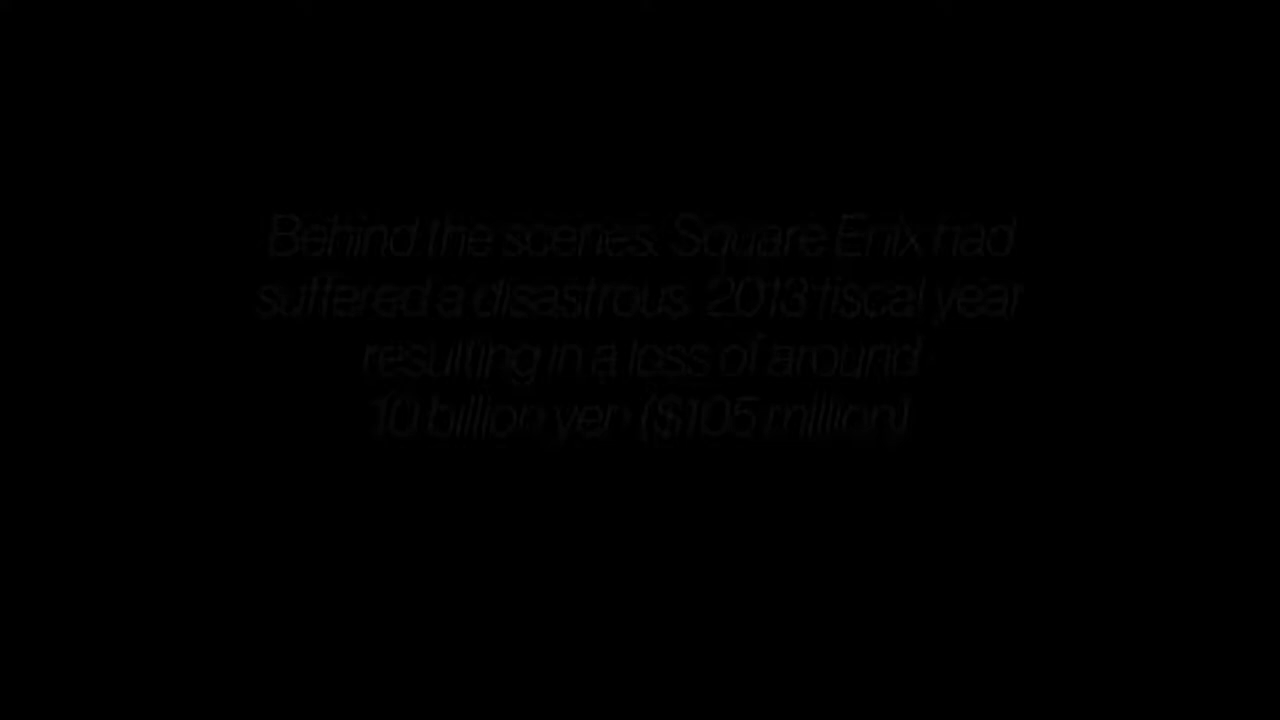 Behind the scenes, Square Enix had
suffered a disastrous 2013 fiscal year
resulting in a loss of around
10 billion yen ($105 million)